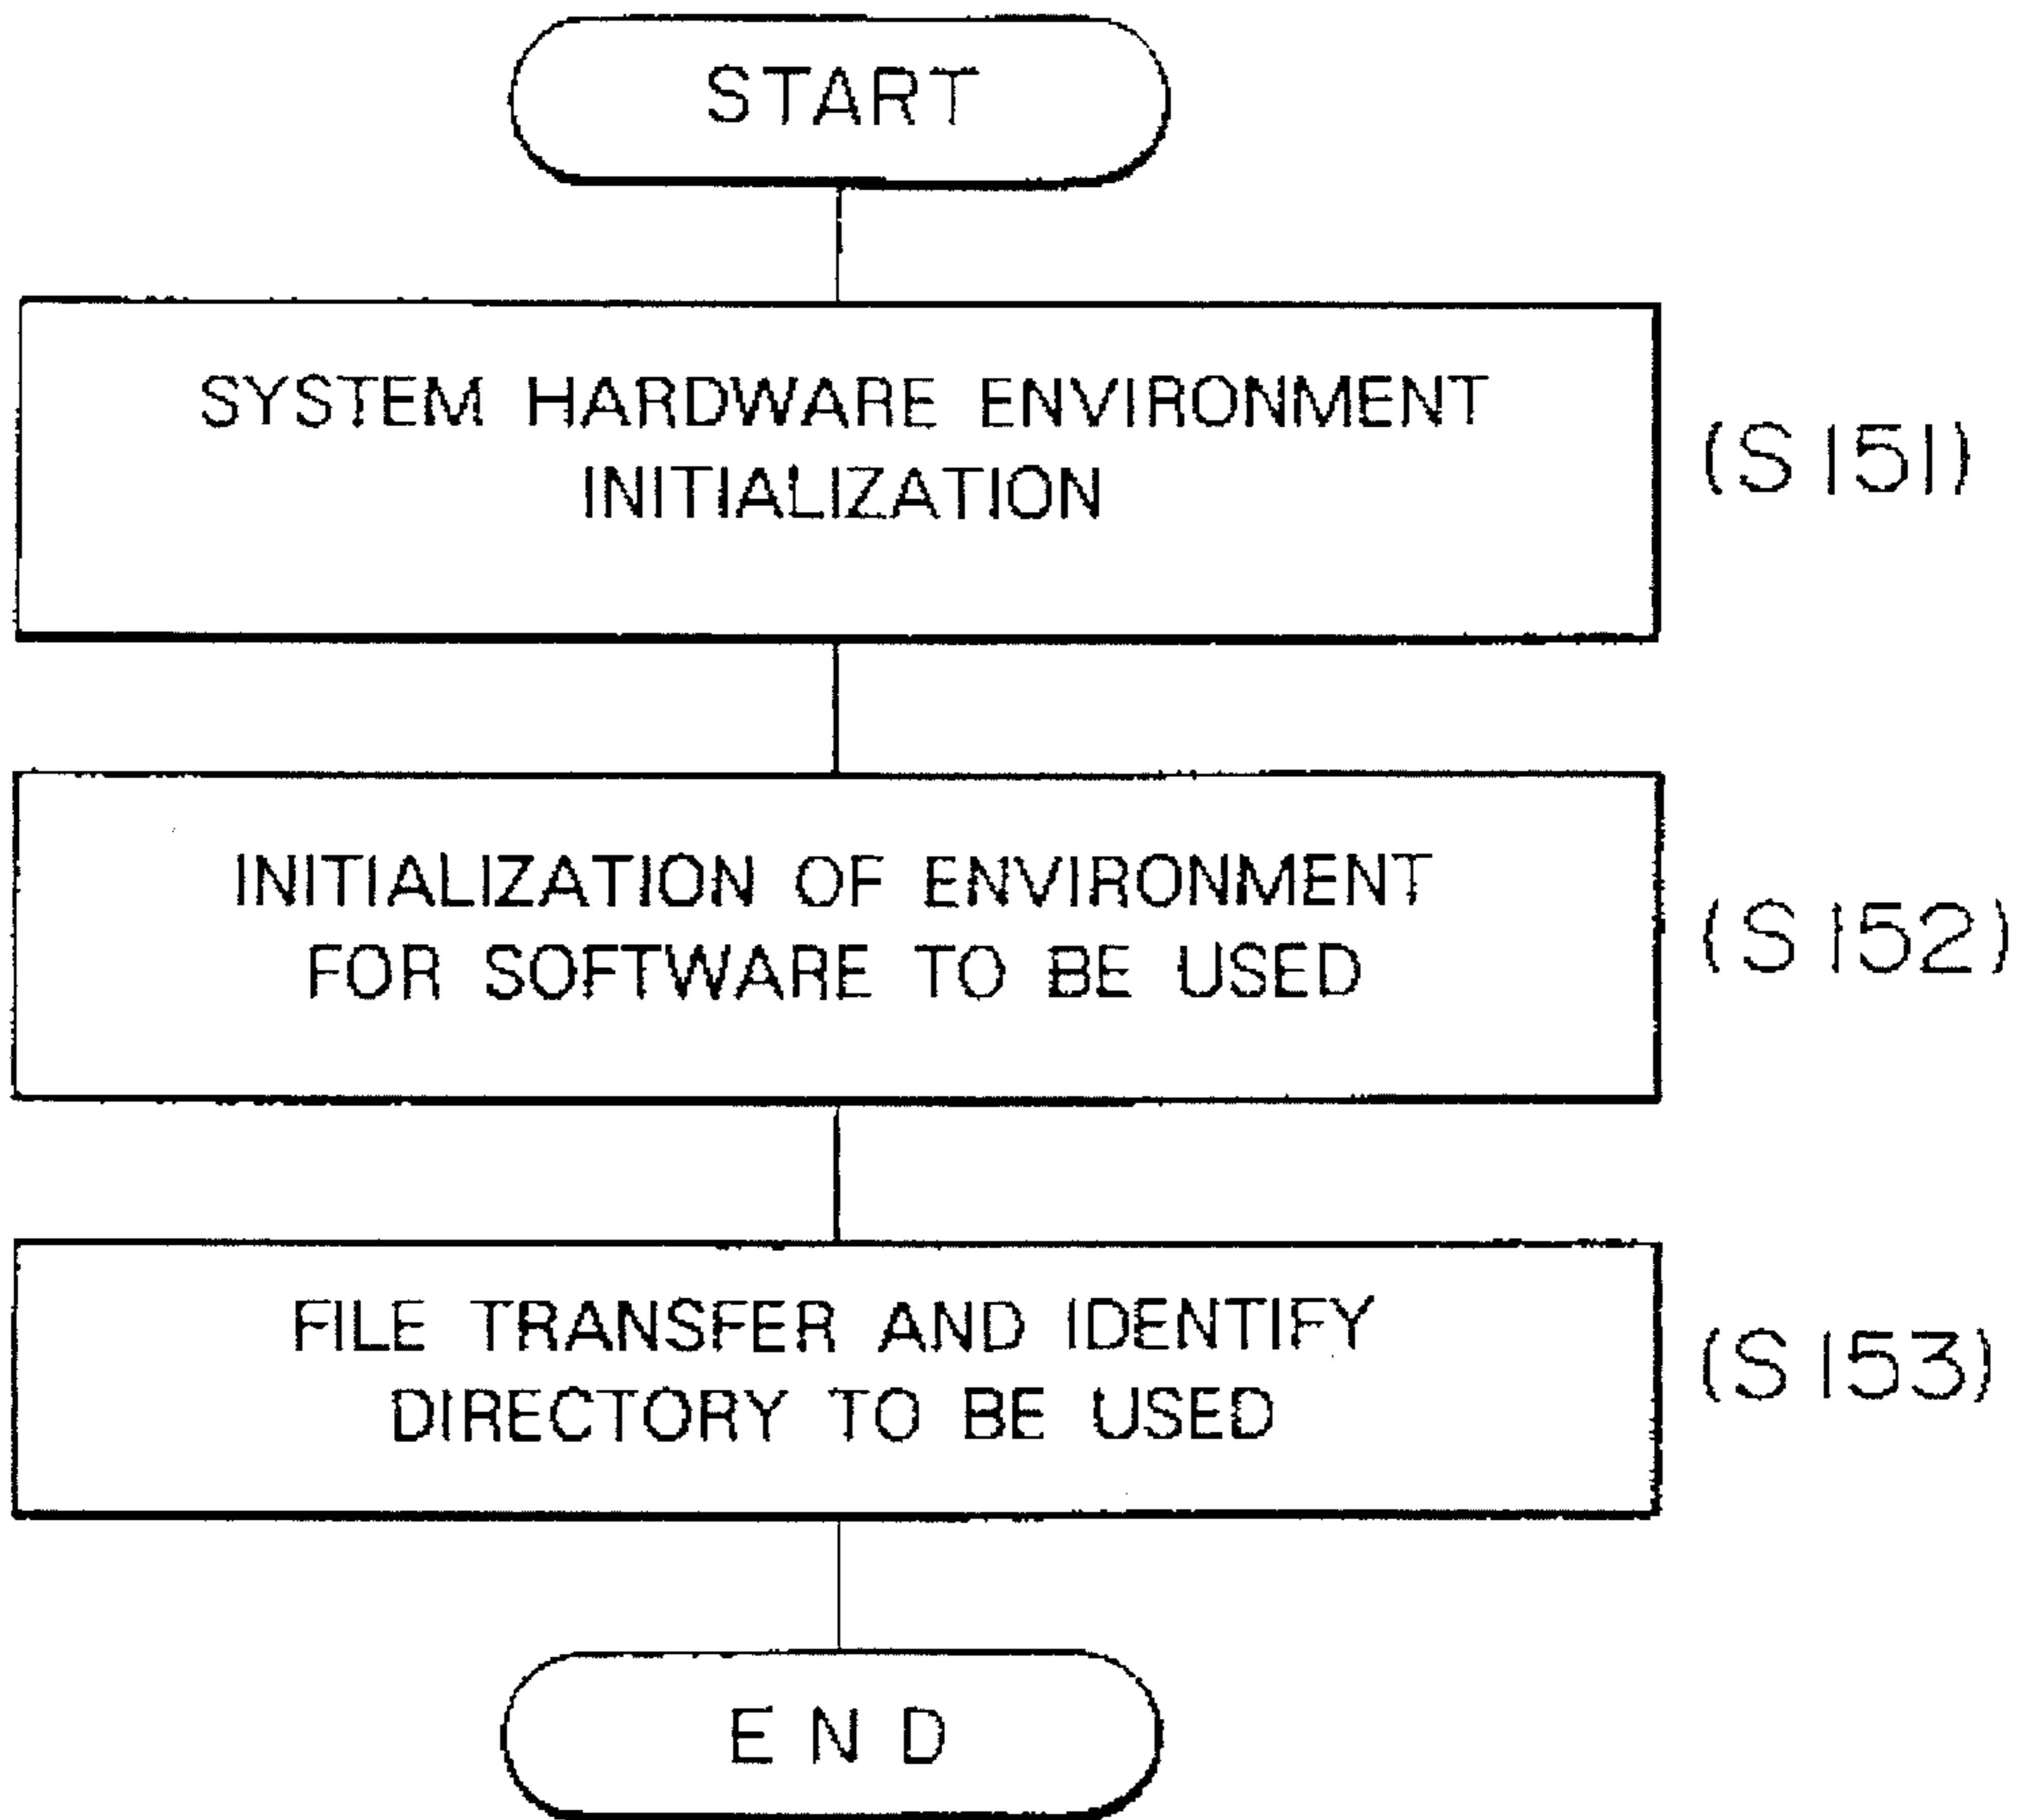 START
SYSTEM HARDWARE ENVIRONMENT
INITIALIZATION
(S151)
INITIALIZATION OF ENVIRONMENT
FOR SOFTWARE TO BE USED
(S152)
FILE TRANSFER AND IDENTIFY
DIRECTORY TO BE USED
(S153)
END